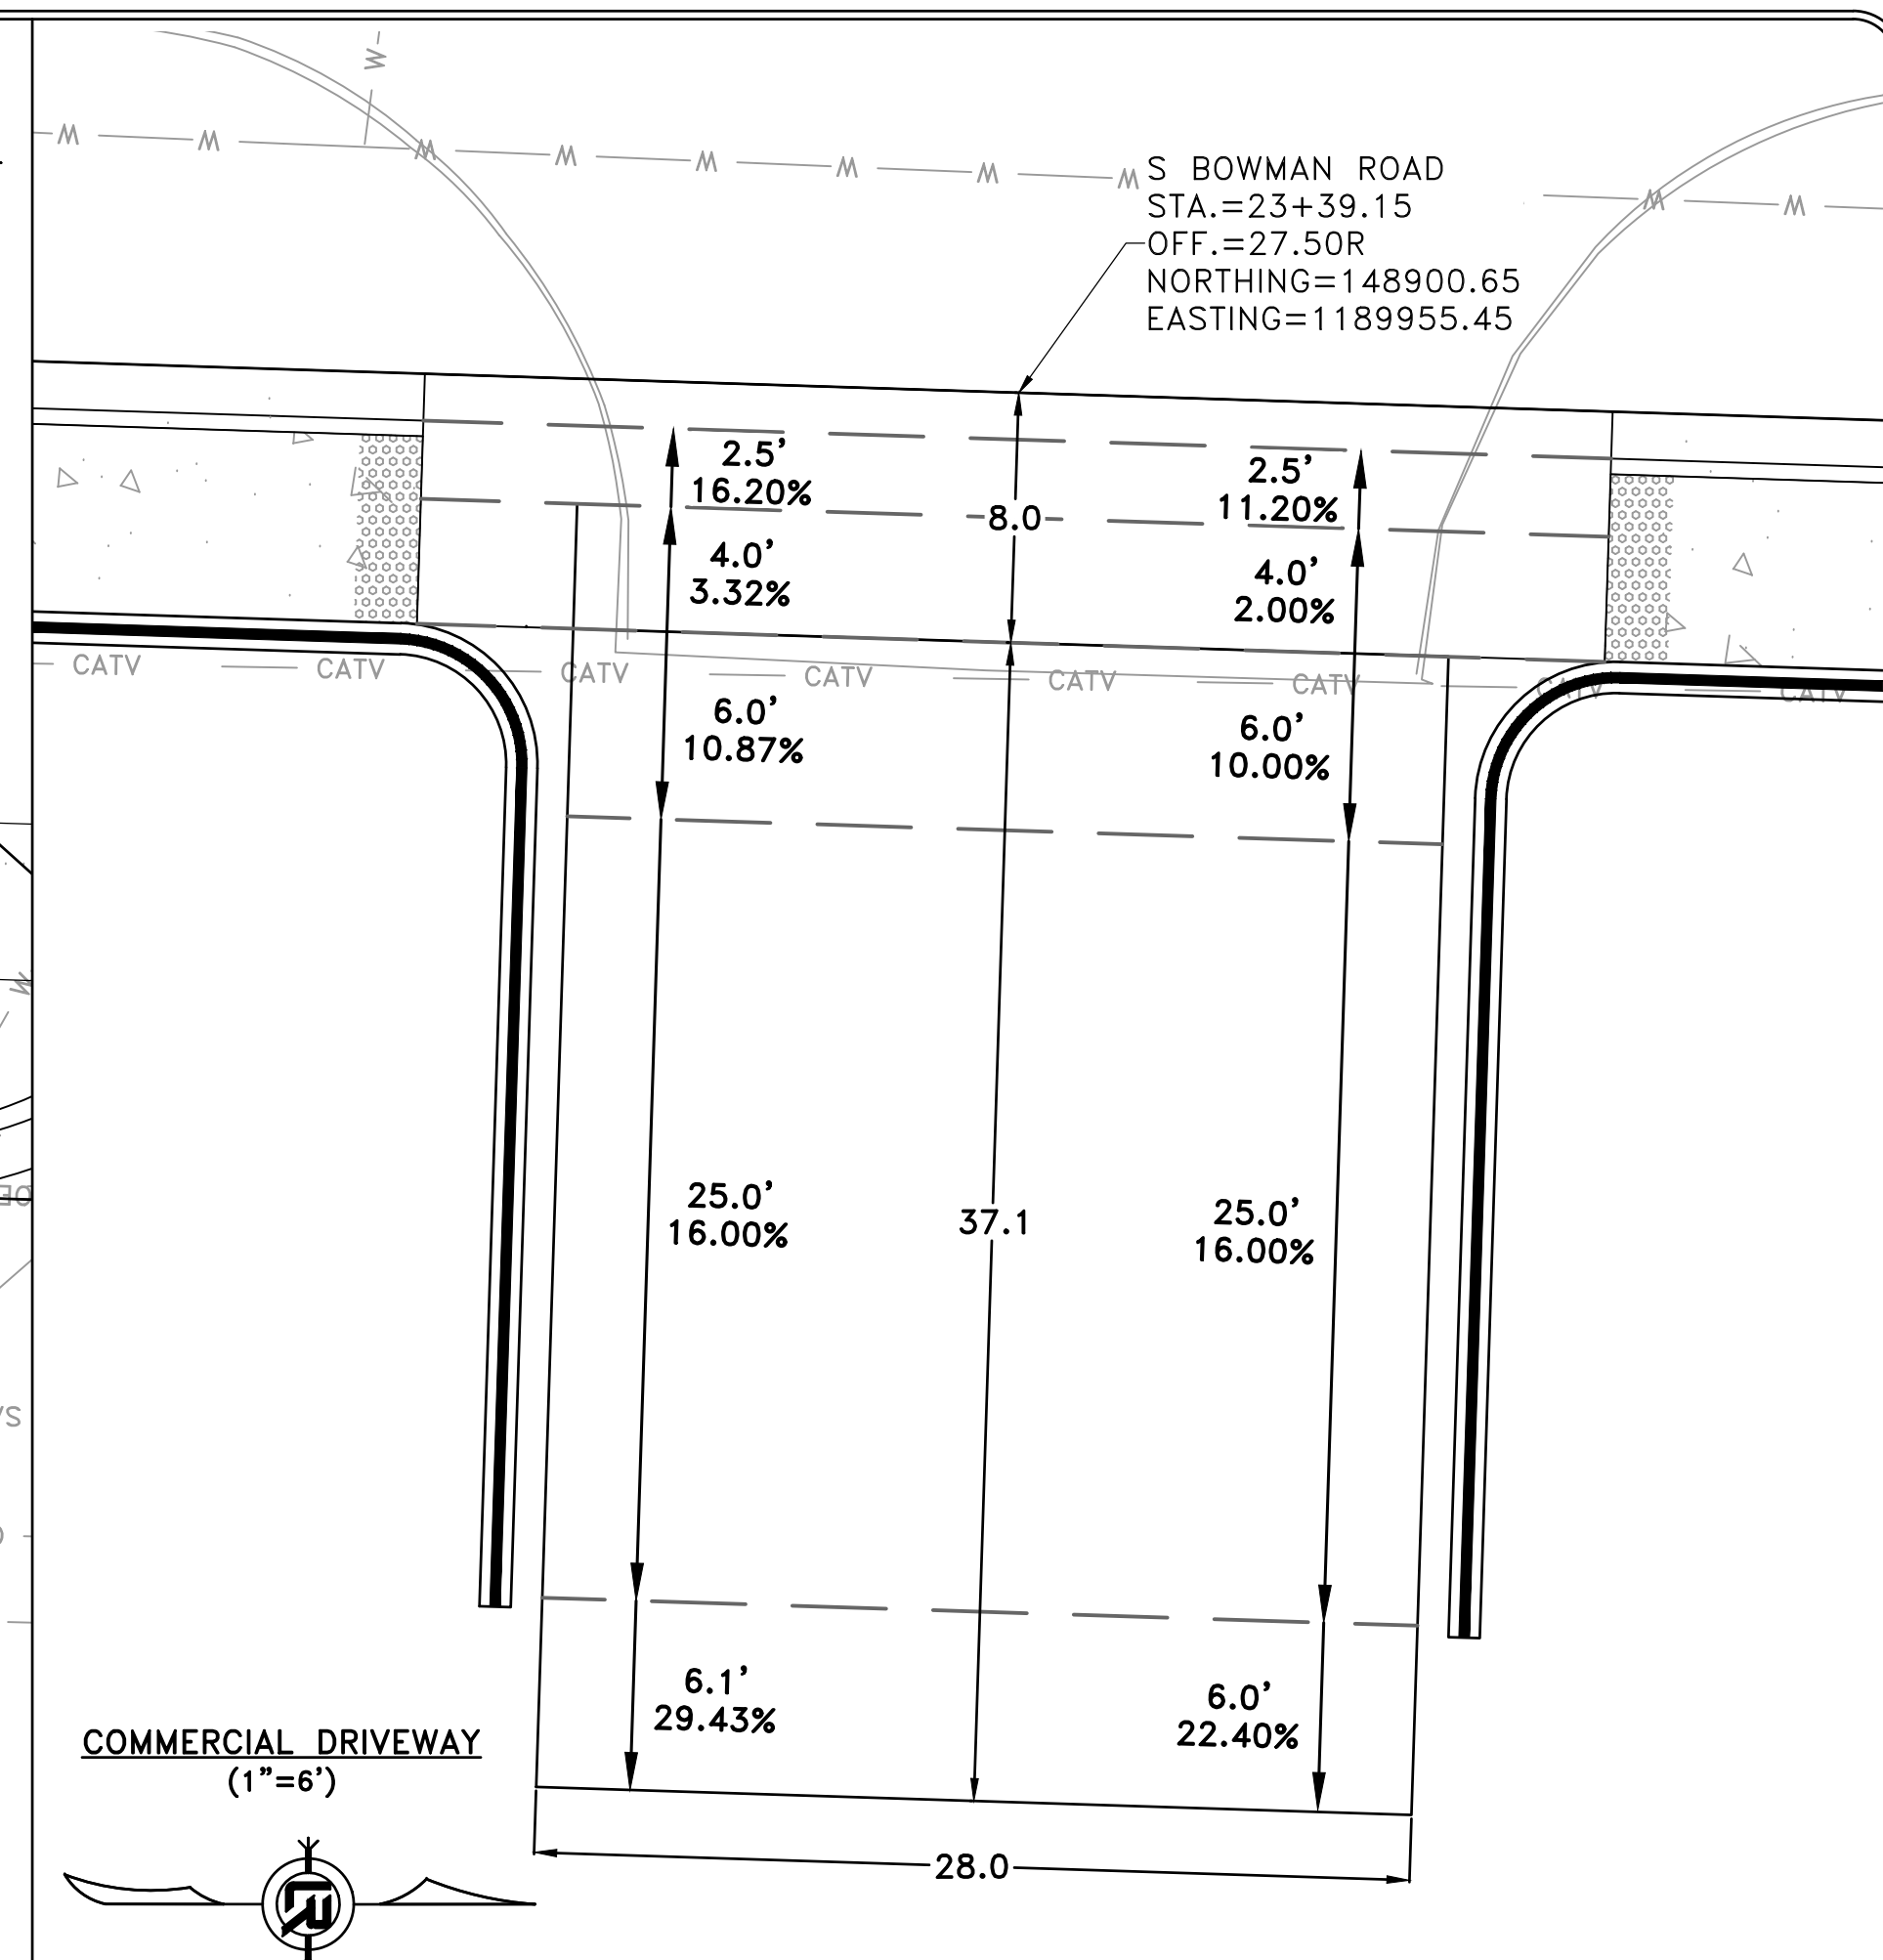 W
W W W W W W W W W W
S BOWMAN ROAD
STA.=23+39.15
OFF.=27.50R
NORTHING=148900.65
EASTING=1189955.45
2.5'
16.20%
2.5'
11.20%
8.0
4.0'
3.32%
4.0'
2.00%
CATV CATV CATV CATV CATV CATV CATV CATV
6.0'
10.87%
6.0'
10.00%
25.0'
16.00%
37.1
25.0'
16.00%
6.1'
29.43%
6.0'
22.40%
COMMERCIAL DRIVEWAY
(1"=6')
28.0